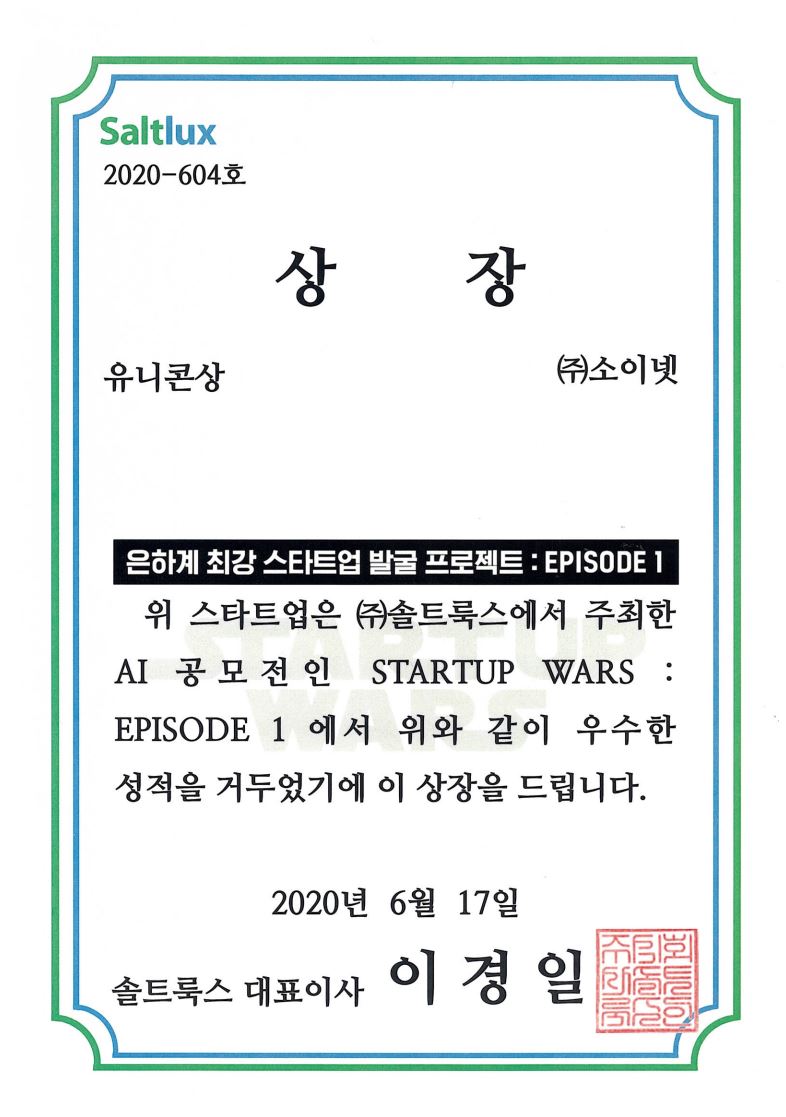 Saltlux
2020-604호
상 장
유니콘상 ㈜소이넷
은하계 최강 스타트업 발굴 프로젝트 : EPISODE 1
위 스타트업은 ㈜솔트룩스에서 주최한
AI 공모전인 STARTUP WARS :
EPISODE 1 에서 위와 같이 우수한
성적을 거두었기에 이 상장을 드립니다.
STARTUP
WARS
2020년 6월 17일
솔트룩스 대표이사 이 경 일